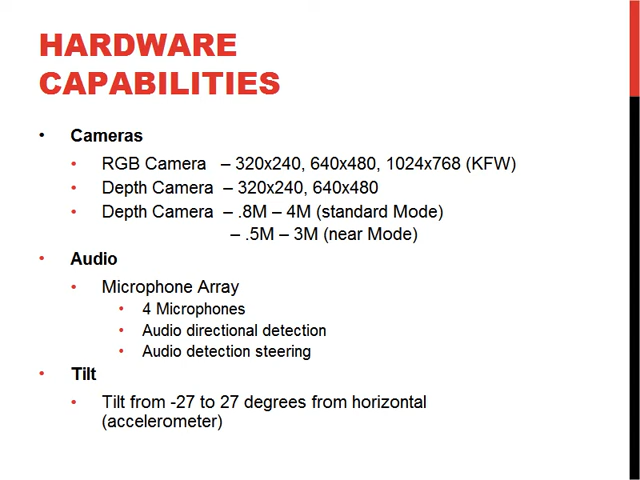 HARDWARE
CAPABILITIES
• Cameras
• RGB Camera – 320x240, 640x480, 1024x768 (KFW)
• Depth Camera – 320x240, 640x480
• Depth Camera – .8M – 4M (standard Mode)
– .5M – 3M (near Mode)
• Audio
• Microphone Array
• 4 Microphones
• Audio directional detection
• Audio detection steering
• Tilt
• Tilt from -27 to 27 degrees from horizontal
(accelerometer)